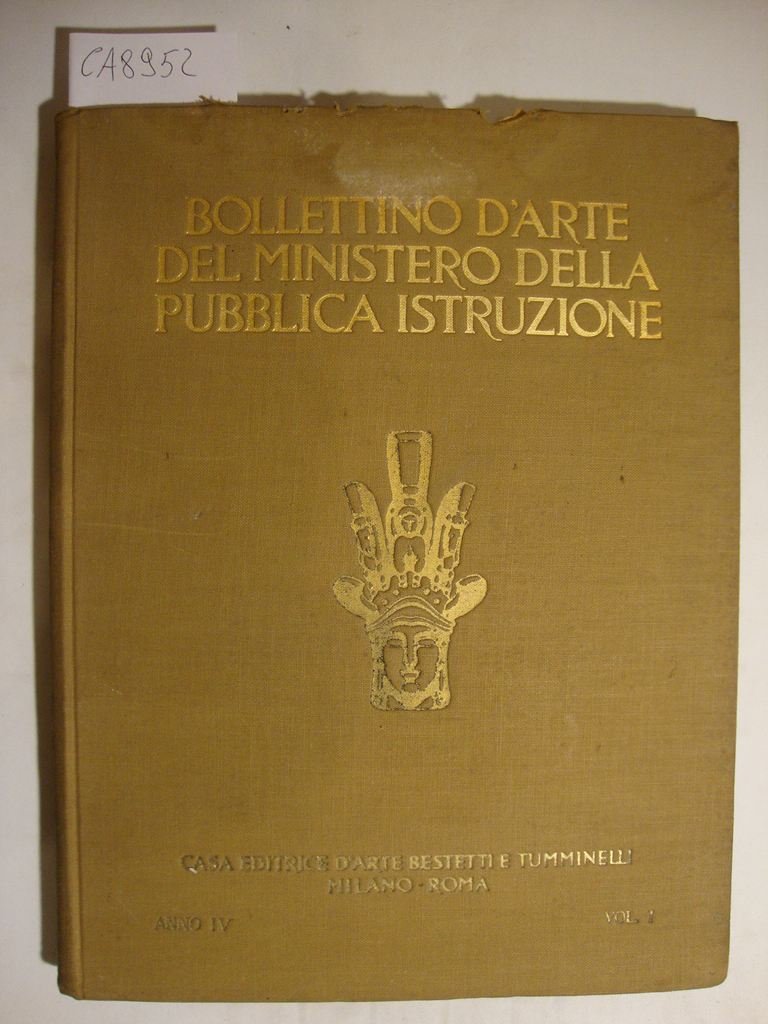 CA8952
BOLLETTINO D'ARTE
DEL MINISTERO DELLA
PUBBLICA ISTRUZIONE
CASA EDITRICE D'ARTE BESTETTI E TUMMINELLI
MILANO - ROMA
ANNO IV
VOL. I